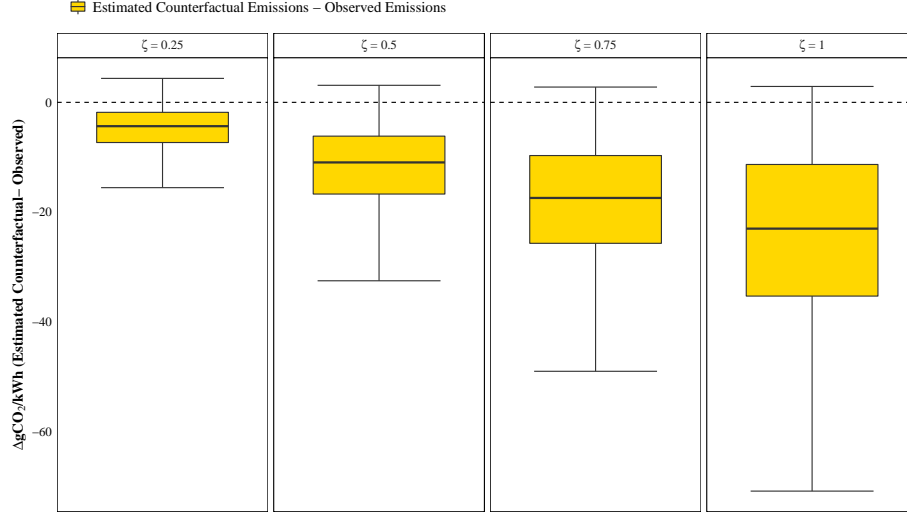 Estimated Counterfactual Emissions − Observed Emissions
ζ = 0.25
ζ = 0.5
ζ = 0.75
ζ = 1
0
−20
−40
−60
ΔgCO₂/kWh (Estimated Counterfactual− Observed)